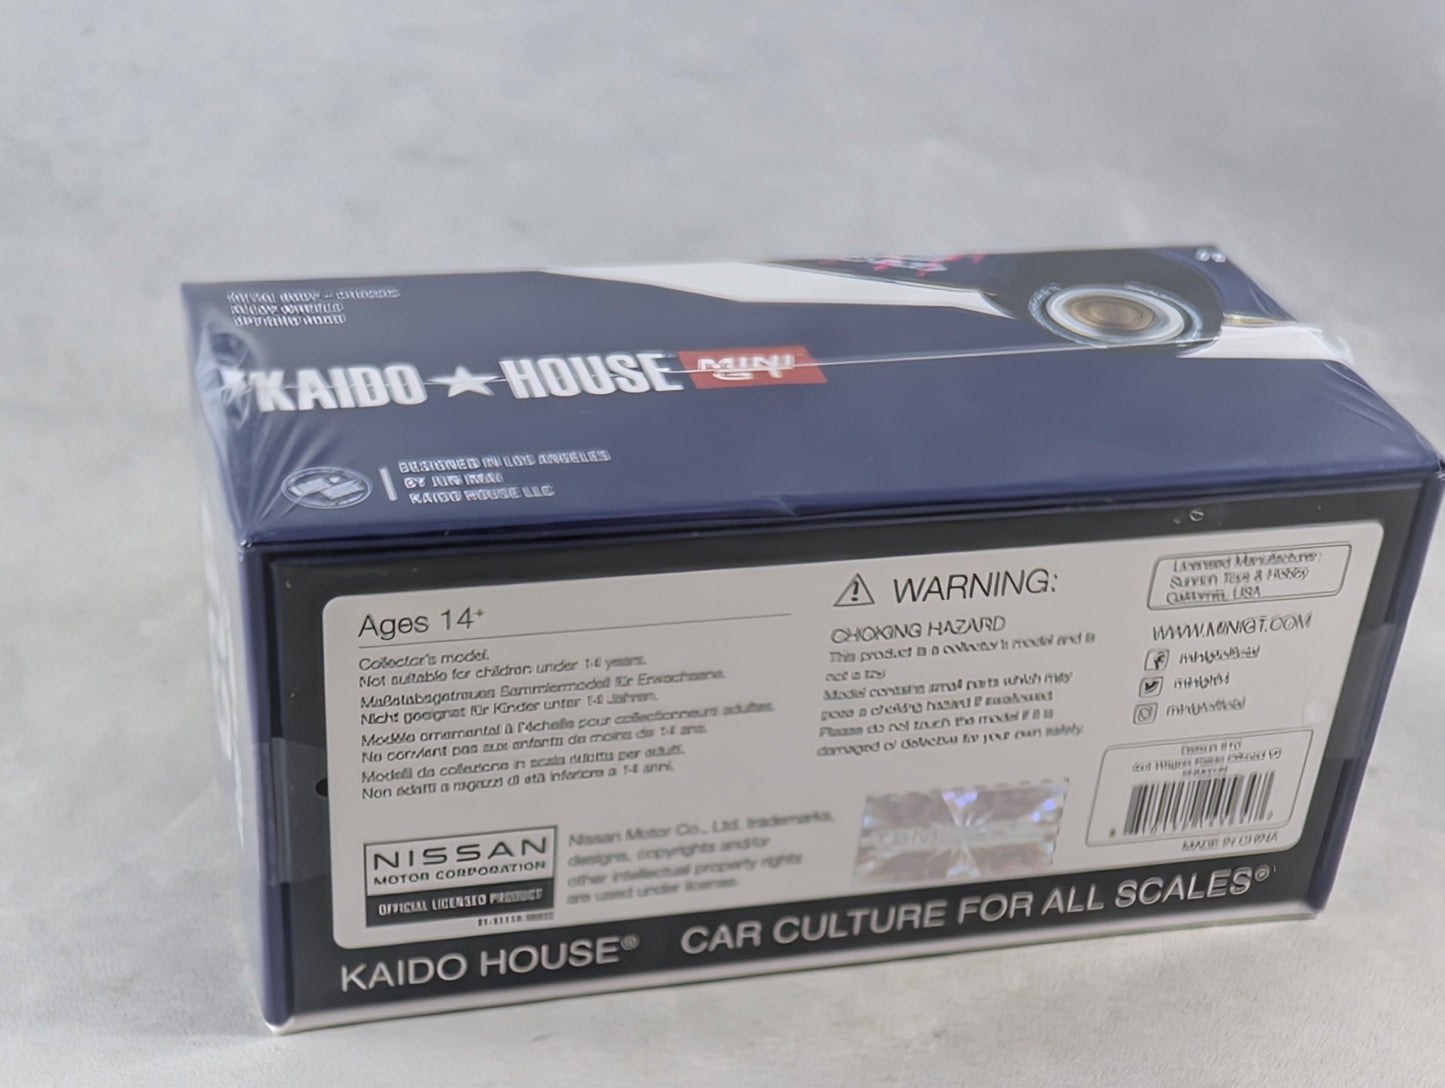 KAIDO ★ HOUSE MINI GT
DESIGNED IN LOS ANGELES
BY JUN IMAI
KAIDO HOUSE LLC
Ages 14+
Collector's model.
Not suitable for children under 14 years.
Maßstabsgetreues Sammlermodell für Erwachsene.
Nicht geeignet für Kinder unter 14 Jahren.
Modèle ornamental à l'échelle pour collectionneurs adultes.
Ne convient pas aux enfants de moins de 14 ans.
Modelli da collezione in scala ridotta per adulti.
Non adatti a ragazzi di età inferiore a 14 anni.
NISSAN
MOTOR CORPORATION
OFFICIAL LICENSED PRODUCT
Nissan Motor Co., Ltd. trademarks,
designs, copyrights and/or
other intellectual property rights
are used under license.
⚠ WARNING:
CHOKING HAZARD
This product is a collector's model and is
not a toy
Model contains small parts which may
pose a choking hazard if swallowed
Please do not touch the model if it is
damaged or defective for your own safety
Licensed Manufacturer:
Sunrich Toys & Hobby
California, USA
WWW.MINIGT.COM
MADE IN CHINA
KAIDO HOUSE® CAR CULTURE FOR ALL SCALES®